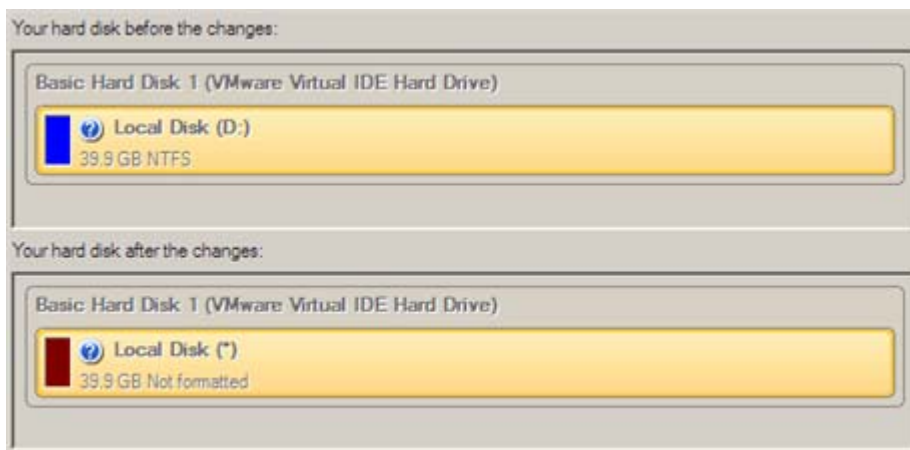 Your hard disk before the changes:
Basic Hard Disk 1 (VMware Virtual IDE Hard Drive)
Local Disk (D:)
39,9 GB NTFS
Your hard disk after the changes:
Basic Hard Disk 1 (VMware Virtual IDE Hard Drive)
Local Disk (*)
39,9 GB Not formatted